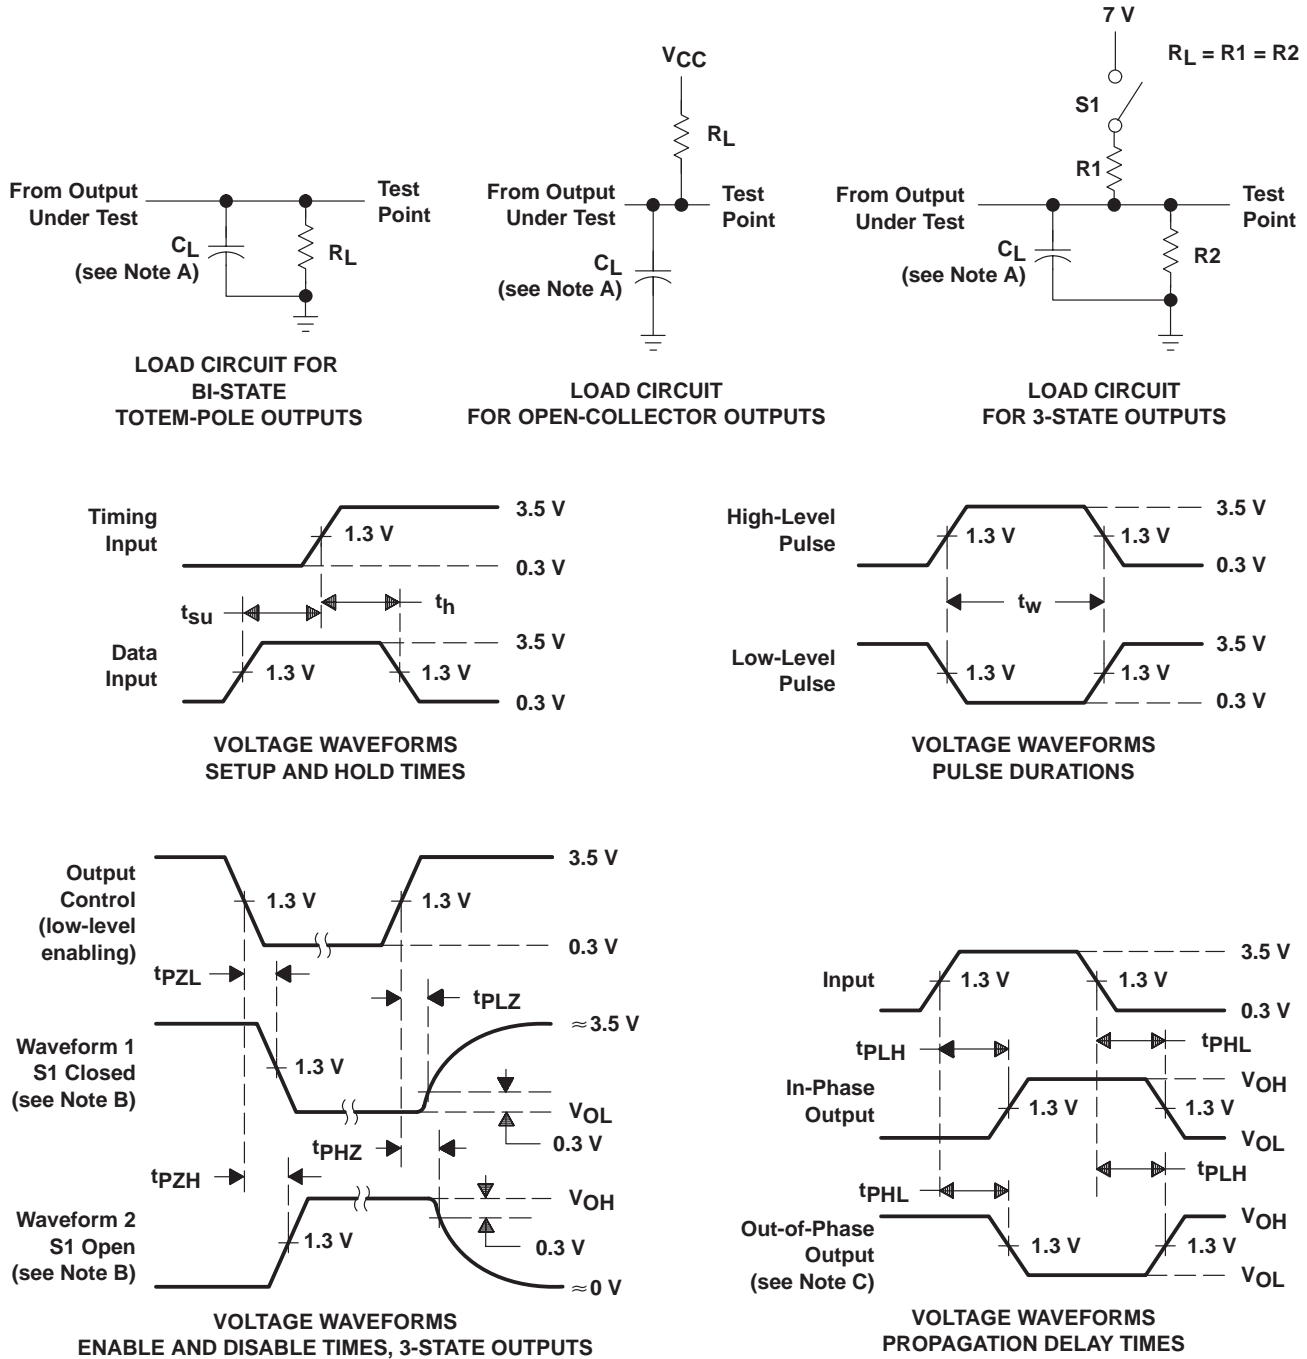 From Output
Under Test
CL
(see Note A)
RL
Test
Point
LOAD CIRCUIT FOR
BI-STATE
TOTEM-POLE OUTPUTS
VCC
RL
From Output
Under Test
Test
Point
CL
(see Note A)
LOAD CIRCUIT
FOR OPEN-COLLECTOR OUTPUTS
7 V
RL = R1 = R2
S1
R1
From Output
Under Test
Test
Point
CL
(see Note A)
R2
LOAD CIRCUIT
FOR 3-STATE OUTPUTS
Timing
Input
1.3 V
3.5 V
0.3 V
tsu
th
Data
Input
1.3 V
1.3 V
3.5 V
0.3 V
VOLTAGE WAVEFORMS
SETUP AND HOLD TIMES
High-Level
Pulse
1.3 V
1.3 V
3.5 V
0.3 V
tw
Low-Level
Pulse
1.3 V
1.3 V
3.5 V
0.3 V
VOLTAGE WAVEFORMS
PULSE DURATIONS
Output
Control
(low-level
enabling)
1.3 V
1.3 V
3.5 V
0.3 V
tPZL
tPLZ
Waveform 1
S1 Closed
(see Note B)
1.3 V
≈3.5 V
VOL
0.3 V
tPHZ
tPZH
Waveform 2
S1 Open
(see Note B)
1.3 V
VOH
0.3 V
≈0 V
VOLTAGE WAVEFORMS
ENABLE AND DISABLE TIMES, 3-STATE OUTPUTS
Input
1.3 V
1.3 V
3.5 V
0.3 V
tPLH
tPHL
In-Phase
Output
1.3 V
1.3 V
VOH
VOL
tPHL
tPLH
Out-of-Phase
Output
(see Note C)
1.3 V
1.3 V
VOH
VOL
VOLTAGE WAVEFORMS
PROPAGATION DELAY TIMES